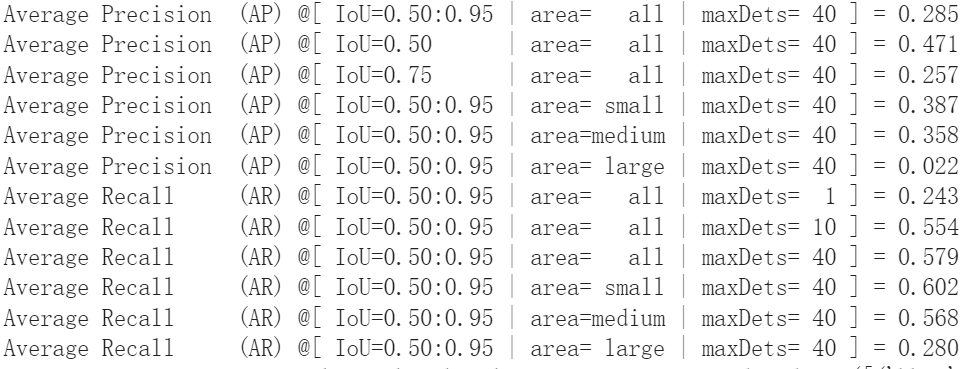 Average Precision  (AP) @[ IoU=0.50:0.95 | area=   all | maxDets= 40 ] = 0.285
Average Precision  (AP) @[ IoU=0.50      | area=   all | maxDets= 40 ] = 0.471
Average Precision  (AP) @[ IoU=0.75      | area=   all | maxDets= 40 ] = 0.257
Average Precision  (AP) @[ IoU=0.50:0.95 | area= small | maxDets= 40 ] = 0.387
Average Precision  (AP) @[ IoU=0.50:0.95 | area=medium | maxDets= 40 ] = 0.358
Average Precision  (AP) @[ IoU=0.50:0.95 | area= large | maxDets= 40 ] = 0.022
Average Recall     (AR) @[ IoU=0.50:0.95 | area=   all | maxDets=  1 ] = 0.243
Average Recall     (AR) @[ IoU=0.50:0.95 | area=   all | maxDets= 10 ] = 0.554
Average Recall     (AR) @[ IoU=0.50:0.95 | area=   all | maxDets= 40 ] = 0.579
Average Recall     (AR) @[ IoU=0.50:0.95 | area= small | maxDets= 40 ] = 0.602
Average Recall     (AR) @[ IoU=0.50:0.95 | area=medium | maxDets= 40 ] = 0.568
Average Recall     (AR) @[ IoU=0.50:0.95 | area= large | maxDets= 40 ] = 0.280